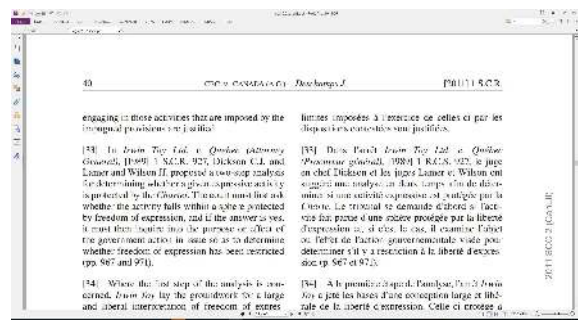 40
CBC v. CANADA (A.G.) Deschamps J.
[2011] 1 S.C.R.
engaging in those activities that are imposed by the
impugned provisions are justified.
[33] In Irwin Toy Ltd. v. Quebec (Attorney
General), [1989] 1 S.C.R. 927, Dickson C.J. and
Lamer and Wilson JJ. proposed a two-step analysis
for determining whether a given expressive activity
is protected by the Charter. The court must first ask
whether the activity falls within a sphere protected
by freedom of expression, and if the answer is yes,
it must then inquire into the purpose or effect of
the government action in issue so as to determine
whether freedom of expression has been restricted
(pp. 967 and 971).
[34] Where the first step of the analysis is con-
cerned, Irwin Toy lay the groundwork for a large
and liberal interpretation of freedom of expres-
limites imposées à l'exercice de celles-ci par les
dispositions contestées sont justifiées.
[33] Dans l'arrêt Irwin Toy Ltd. c. Québec
(Procureur général), [1989] 1 R.C.S. 927, le juge
en chef Dickson et les juges Lamer et Wilson ont
suggéré une analyse en deux temps afin de déter-
miner si une activité expressive est protégée par la
Charte. Le tribunal se demande d'abord si l'acti-
vité fait partie d'une sphère protégée par la liberté
d'expression et, si c'est le cas, il examine l'objet
ou l'effet de l'action gouvernementale visée pour
déterminer s'il y a restriction à la liberté d'expres-
sion (p. 967 et 971).
[34] À la première étape de l'analyse, l'arrêt Irwin
Toy a jeté les bases d'une conception large et libé-
rale de la liberté d'expression. Celle-ci protège à
2011 SCC 2 (CanLII)